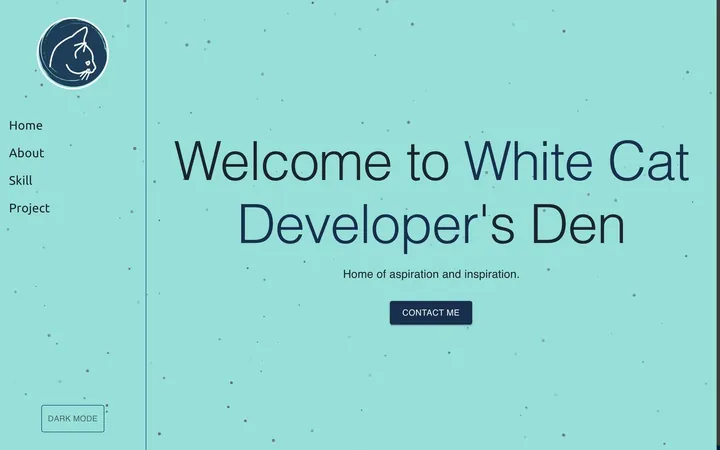 Home
About
Skill
Project
DARK MODE
Welcome to White Cat
Developer's Den
Home of aspiration and inspiration.
CONTACT ME